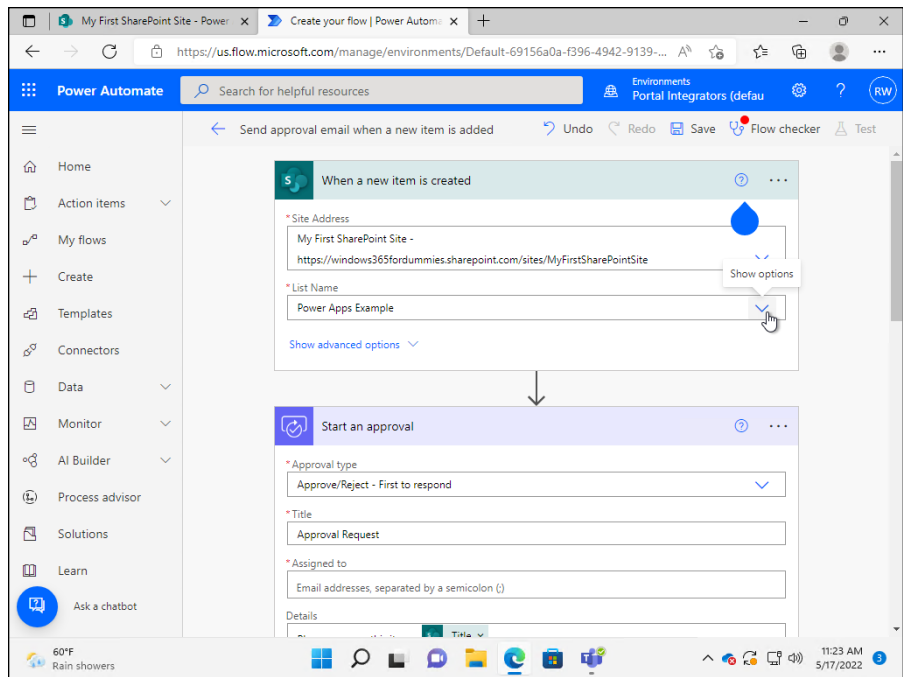 My First SharePoint Site - Power
Create your flow | Power Automa
https://us.flow.microsoft.com/manage/environments/Default-69156a0a-f396-4942-9139-...
Power Automate
Search for helpful resources
Environments
Portal Integrators (defau
RW
Send approval email when a new item is added
Undo
Redo
Save
Flow checker
Test
Home
Action items
My flows
Create
Templates
Connectors
Data
Monitor
AI Builder
Process advisor
Solutions
Learn
Ask a chatbot
When a new item is created
* Site Address
My First SharePoint Site -
https://windows365fordummies.sharepoint.com/sites/MyFirstSharePointSite
Show options
* List Name
Power Apps Example
Show advanced options
Start an approval
* Approval type
Approve/Reject - First to respond
* Title
Approval Request
* Assigned to
Email addresses, separated by a semicolon (;)
Details
Title ×
60°F
Rain showers
11:23 AM
5/17/2022
3